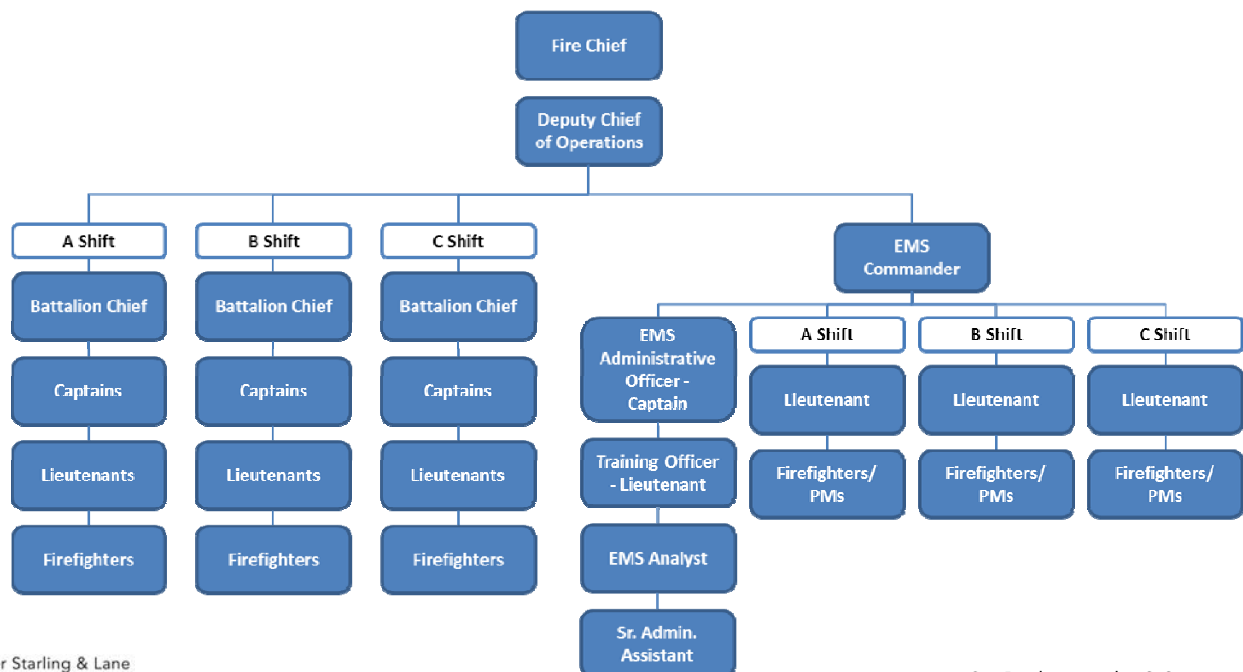 Fire Chief
Deputy Chief
of Operations
A Shift
B Shift
C Shift
EMS
Commander
Battalion Chief
Battalion Chief
Battalion Chief
EMS
Administrative
Officer -
Captain
A Shift
B Shift
C Shift
Captains
Captains
Captains
Lieutenant
Lieutenant
Lieutenant
Lieutenants
Lieutenants
Lieutenants
Training Officer
- Lieutenant
Firefighters/
PMs
Firefighters/
PMs
Firefighters/
PMs
Firefighters
Firefighters
Firefighters
EMS Analyst
Sr. Admin.
Assistant
Starling & Lane